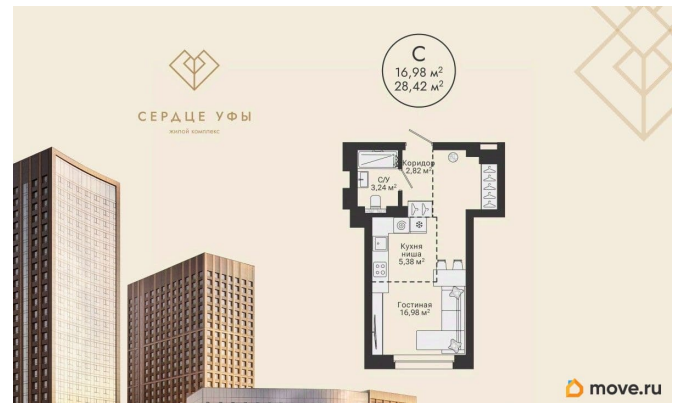 СЕРДЦЕ УФЫ
жилой комплекс
С
16,98 м²
28,42 м²
Коридор
2,82 м²
С/У
3,24 м²
Кухня
ниша
5,38 м²
Гостиная
16,98 м²
move.ru